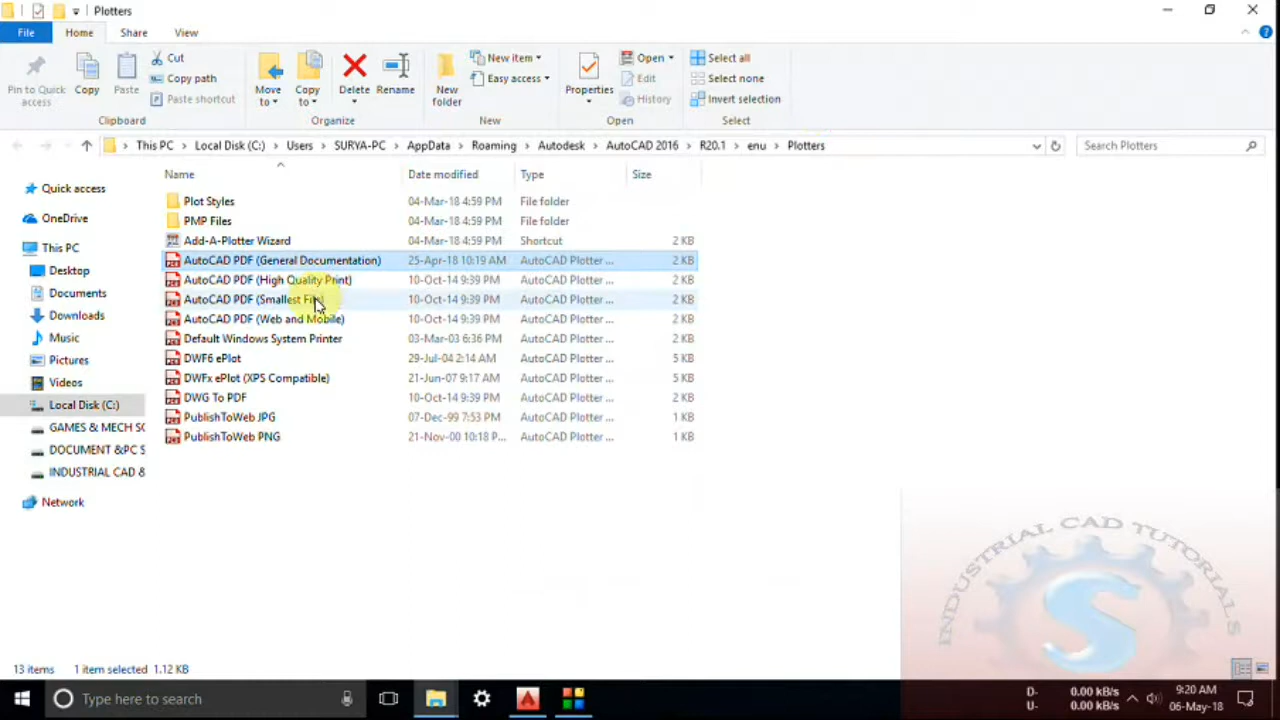 Plotters
File Home Share View
Pin to Quick access
Copy
Paste
Cut
Copy path
Paste shortcut
Clipboard
Move to
Copy to
Delete
Rename
Organize
New folder
New item
Easy access
New
Properties
Open
Edit
History
Open
Select all
Select none
Invert selection
Select
This PC > Local Disk (C:) > Users > SURYA-PC > AppData > Roaming > Autodesk > AutoCAD 2016 > R20.1 > enu > Plotters
Search Plotters
Quick access
OneDrive
This PC
Desktop
Documents
Downloads
Music
Pictures
Videos
Local Disk (C:)
GAMES & MECH SC
DOCUMENT &PC S
INDUSTRIAL CAD &
Network
Name Date modified Type Size
Plot Styles 04-Mar-18 4:59 PM File folder
PMP Files 04-Mar-18 4:59 PM File folder
Add-A-Plotter Wizard 04-Mar-18 4:59 PM Shortcut 2 KB
AutoCAD PDF (General Documentation) 25-Apr-18 10:19 AM AutoCAD Plotter ... 2 KB
AutoCAD PDF (High Quality Print) 10-Oct-14 9:39 PM AutoCAD Plotter ... 2 KB
AutoCAD PDF (Smallest File) 10-Oct-14 9:39 PM AutoCAD Plotter ... 2 KB
AutoCAD PDF (Web and Mobile) 10-Oct-14 9:39 PM AutoCAD Plotter ... 2 KB
Default Windows System Printer 03-Mar-03 6:36 PM AutoCAD Plotter ... 2 KB
DWF6 ePlot 29-Jul-04 2:14 AM AutoCAD Plotter ... 5 KB
DWFx ePlot (XPS Compatible) 21-Jun-07 9:17 AM AutoCAD Plotter ... 5 KB
DWG To PDF 10-Oct-14 9:39 PM AutoCAD Plotter ... 2 KB
PublishToWeb JPG 07-Dec-99 7:53 PM AutoCAD Plotter ... 1 KB
PublishToWeb PNG 21-Nov-00 10:18 P... AutoCAD Plotter ... 1 KB
INDUSTRIAL CAD TUTORIALS
S
13 items 1 item selected 1.12 KB
Type here to search
D- 0.00 kB/s
U- 0.00 kB/s
9:20 AM
06-May-18